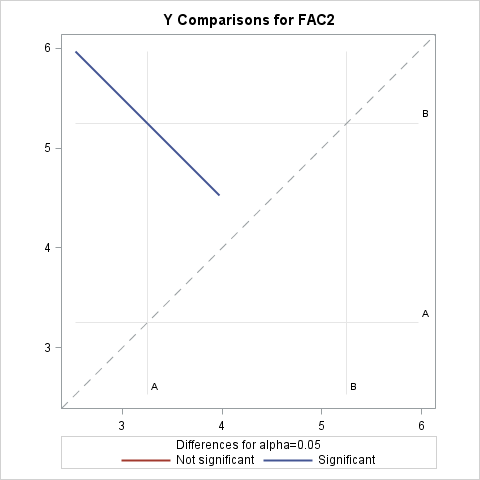 Y Comparisons for FAC2
6
B
5
4
A
3
A
B
3
4
5
6
Differences for alpha=0.05
Not significant
Significant